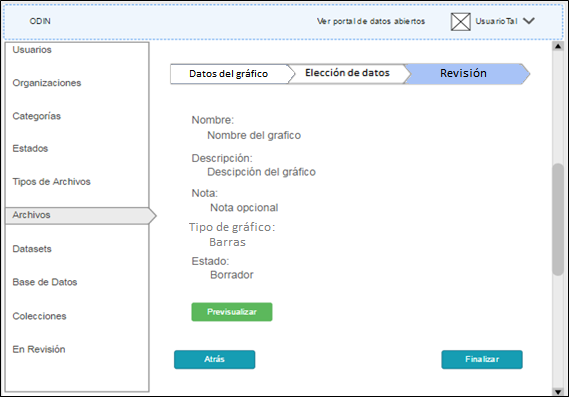 ODIN
Ver portal de datos abiertos
UsuarioTal
Usuarios
Organizaciones
Categorías
Estados
Tipos de Archivos
Archivos
Datasets
Base de Datos
Colecciones
En Revisión
Datos del gráfico
Elección de datos
Revisión
Nombre:
Nombre del grafico
Descripción:
Descipción del gráfico
Nota:
Nota opcional
Tipo de gráfico:
Barras
Estado:
Borrador
Previsualizar
Atrás
Finalizar